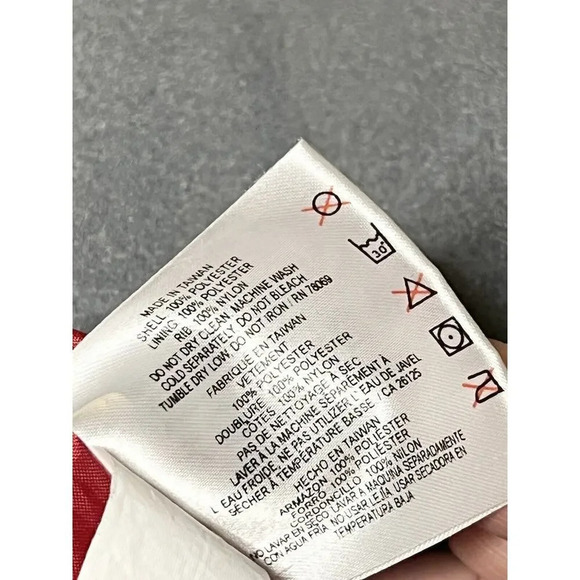 MADE IN TAIWAN
SHELL 100% POLYESTER
LINING: 100% POLYESTER
RIB: 100% NYLON
DO NOT DRY CLEAN. MACHINE WASH
COLD SEPARATELY. DO NOT BLEACH
TUMBLE DRY LOW, DO NOT IRON / RN 78069
FABRIQUE EN TAIWAN
VETEMENT
100% POLYESTER
DOUBLURE: 100% POLYESTER
CÔTES: 100% NYLON
PAS DE NETTOYAGE À SEC
LAVER À LA MACHINE SÉPAREMENT À
L EAU FROIDE, NE PAS UTILIZER L'EAU DE JAVEL
SÉCHER À TEMPÉRATURE BASSE / CA 26125
HECHO EN TAIWAN
ARMAZON: 100% POLIESTER
FORRO: 100% POLIESTER
CORDONCILLO: 100% NILON
NO LAVAR EN SECO LAVAR A MAQUINA SEPARADAMENTE
CON AGUA FRIA NO USAR LEJIA USAR SECADORA EN
TEMPERATURA BAJA
30°